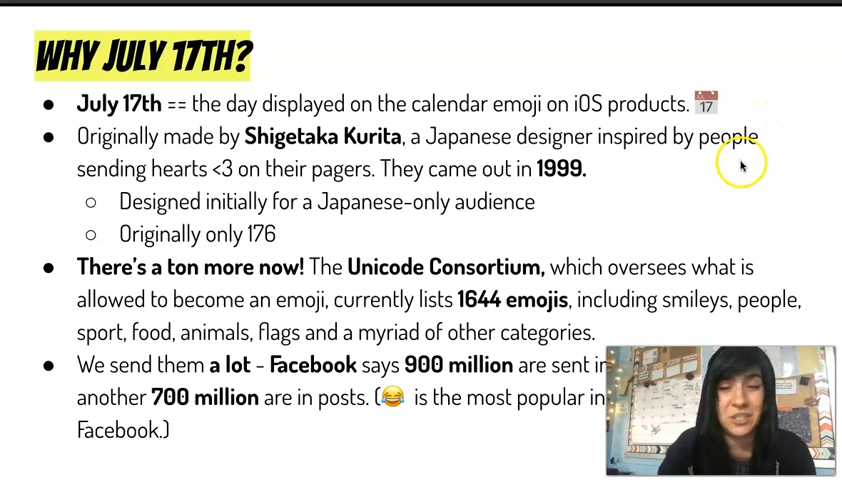 WHY JULY 17TH?
● July 17th == the day displayed on the calendar emoji on iOS products. 📅
● Originally made by Shigetaka Kurita, a Japanese designer inspired by people
sending hearts <3 on their pagers. They came out in 1999.
○ Designed initially for a Japanese-only audience
○ Originally only 176
● There's a ton more now! The Unicode Consortium, which oversees what is
allowed to become an emoji, currently lists 1644 emojis, including smileys, people,
sport, food, animals, flags and a myriad of other categories.
● We send them a lot - Facebook says 900 million are sent in
another 700 million are in posts. (😂 is the most popular in
Facebook.)